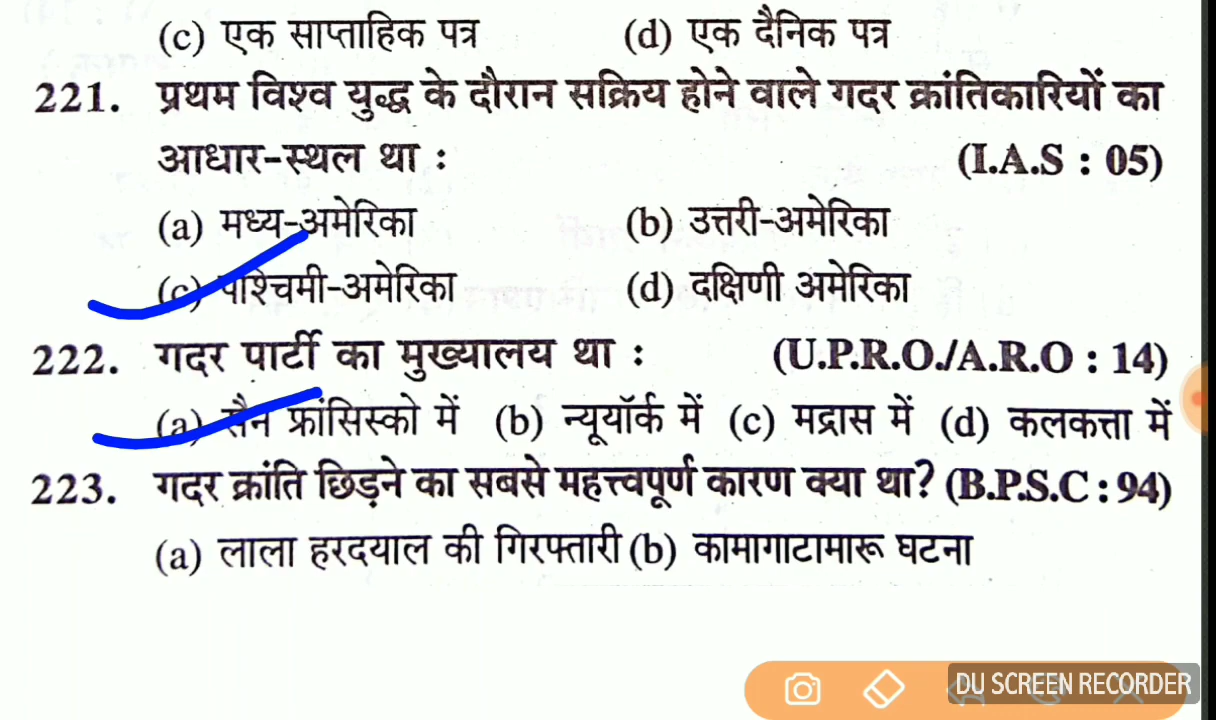 (c) एक साप्ताहिक पत्र (d) एक दैनिक पत्र
221. प्रथम विश्व युद्ध के दौरान सक्रिय होने वाले गदर क्रांतिकारियों का
आधार-स्थल था : (I.A.S : 05)
(a) मध्य-अमेरिका (b) उत्तरी-अमेरिका
(c) पश्चिमी-अमेरिका (d) दक्षिणी अमेरिका
222. गदर पार्टी का मुख्यालय था : (U.P.R.O./A.R.O : 14)
(a) सैन फ्रांसिस्को में (b) न्यूयॉर्क में (c) मद्रास में (d) कलकत्ता में
223. गदर क्रांति छिड़ने का सबसे महत्त्वपूर्ण कारण क्या था? (B.P.S.C : 94)
(a) लाला हरदयाल की गिरफ्तारी (b) कामागाटामारू घटना
DU SCREEN RECORDER